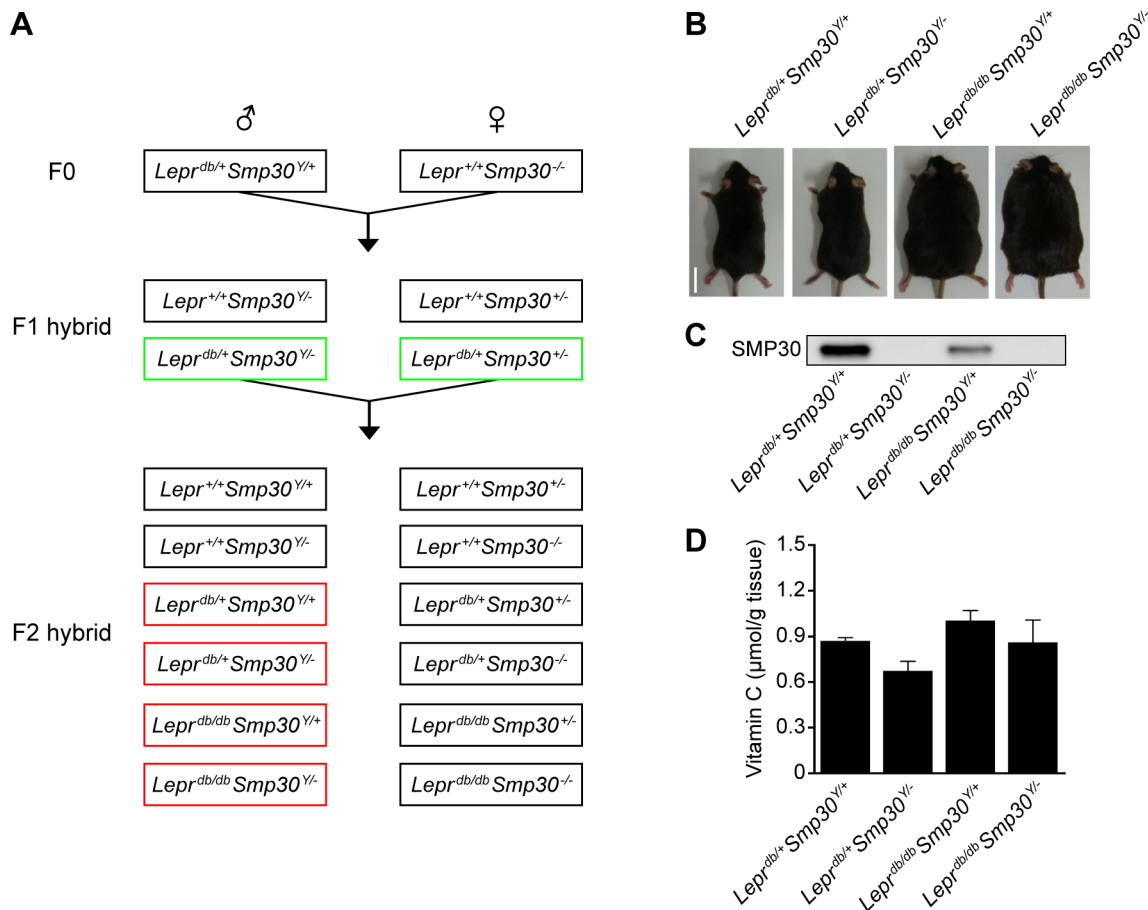 A
♂ ♀
F0
Lepr^db/+ Smp30^Y/+ Lepr^+/+ Smp30^-/-
F1 hybrid
Lepr^+/+ Smp30^Y/- Lepr^+/+ Smp30^+/-
Lepr^db/+ Smp30^Y/- Lepr^db/+ Smp30^+/-
F2 hybrid
Lepr^+/+ Smp30^Y/+ Lepr^+/+ Smp30^+/-
Lepr^+/+ Smp30^Y/- Lepr^+/+ Smp30^-/-
Lepr^db/+ Smp30^Y/+ Lepr^db/+ Smp30^+/-
Lepr^db/+ Smp30^Y/- Lepr^db/+ Smp30^-/-
Lepr^db/db Smp30^Y/+ Lepr^db/db Smp30^+/-
Lepr^db/db Smp30^Y/- Lepr^db/db Smp30^-/-
B
Lepr^db/+ Smp30^Y/+
Lepr^db/+ Smp30^Y/-
Lepr^db/db Smp30^Y/+
Lepr^db/db Smp30^Y/-
C
SMP30
Lepr^db/+ Smp30^Y/+
Lepr^db/+ Smp30^Y/-
Lepr^db/db Smp30^Y/+
Lepr^db/db Smp30^Y/-
D
Vitamin C (µmol/g tissue)
1.5
1.2
0.9
0.6
0.3
0
Lepr^db/+ Smp30^Y/+
Lepr^db/+ Smp30^Y/-
Lepr^db/db Smp30^Y/+
Lepr^db/db Smp30^Y/-